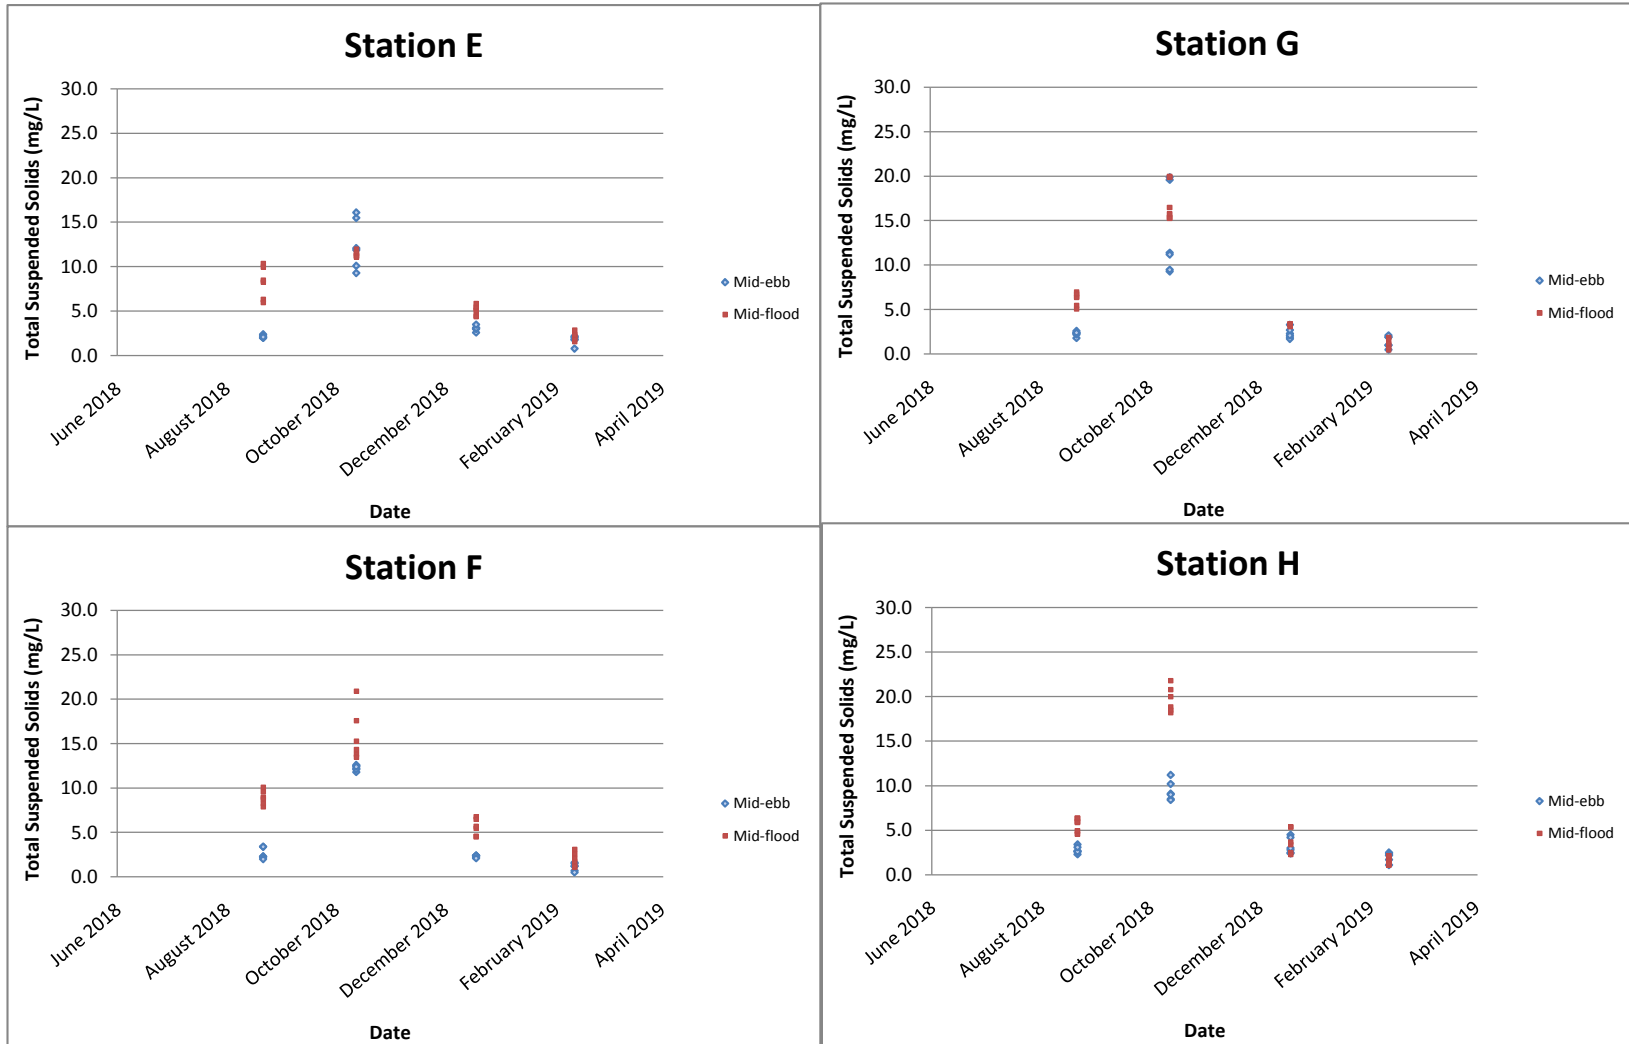 Station E
Total Suspended Solids (mg/L)
30.0
25.0
20.0
15.0
10.0
5.0
0.0
June 2018
August 2018
October 2018
December 2018
February 2019
April 2019
Date
Mid-ebb
Mid-flood
Station G
Total Suspended Solids (mg/L)
30.0
25.0
20.0
15.0
10.0
5.0
0.0
June 2018
August 2018
October 2018
December 2018
February 2019
April 2019
Date
Mid-ebb
Mid-flood
Station F
Total Suspended Solids (mg/L)
30.0
25.0
20.0
15.0
10.0
5.0
0.0
June 2018
August 2018
October 2018
December 2018
February 2019
April 2019
Date
Mid-ebb
Mid-flood
Station H
Total Suspended Solids (mg/L)
30.0
25.0
20.0
15.0
10.0
5.0
0.0
June 2018
August 2018
October 2018
December 2018
February 2019
April 2019
Date
Mid-ebb
Mid-flood